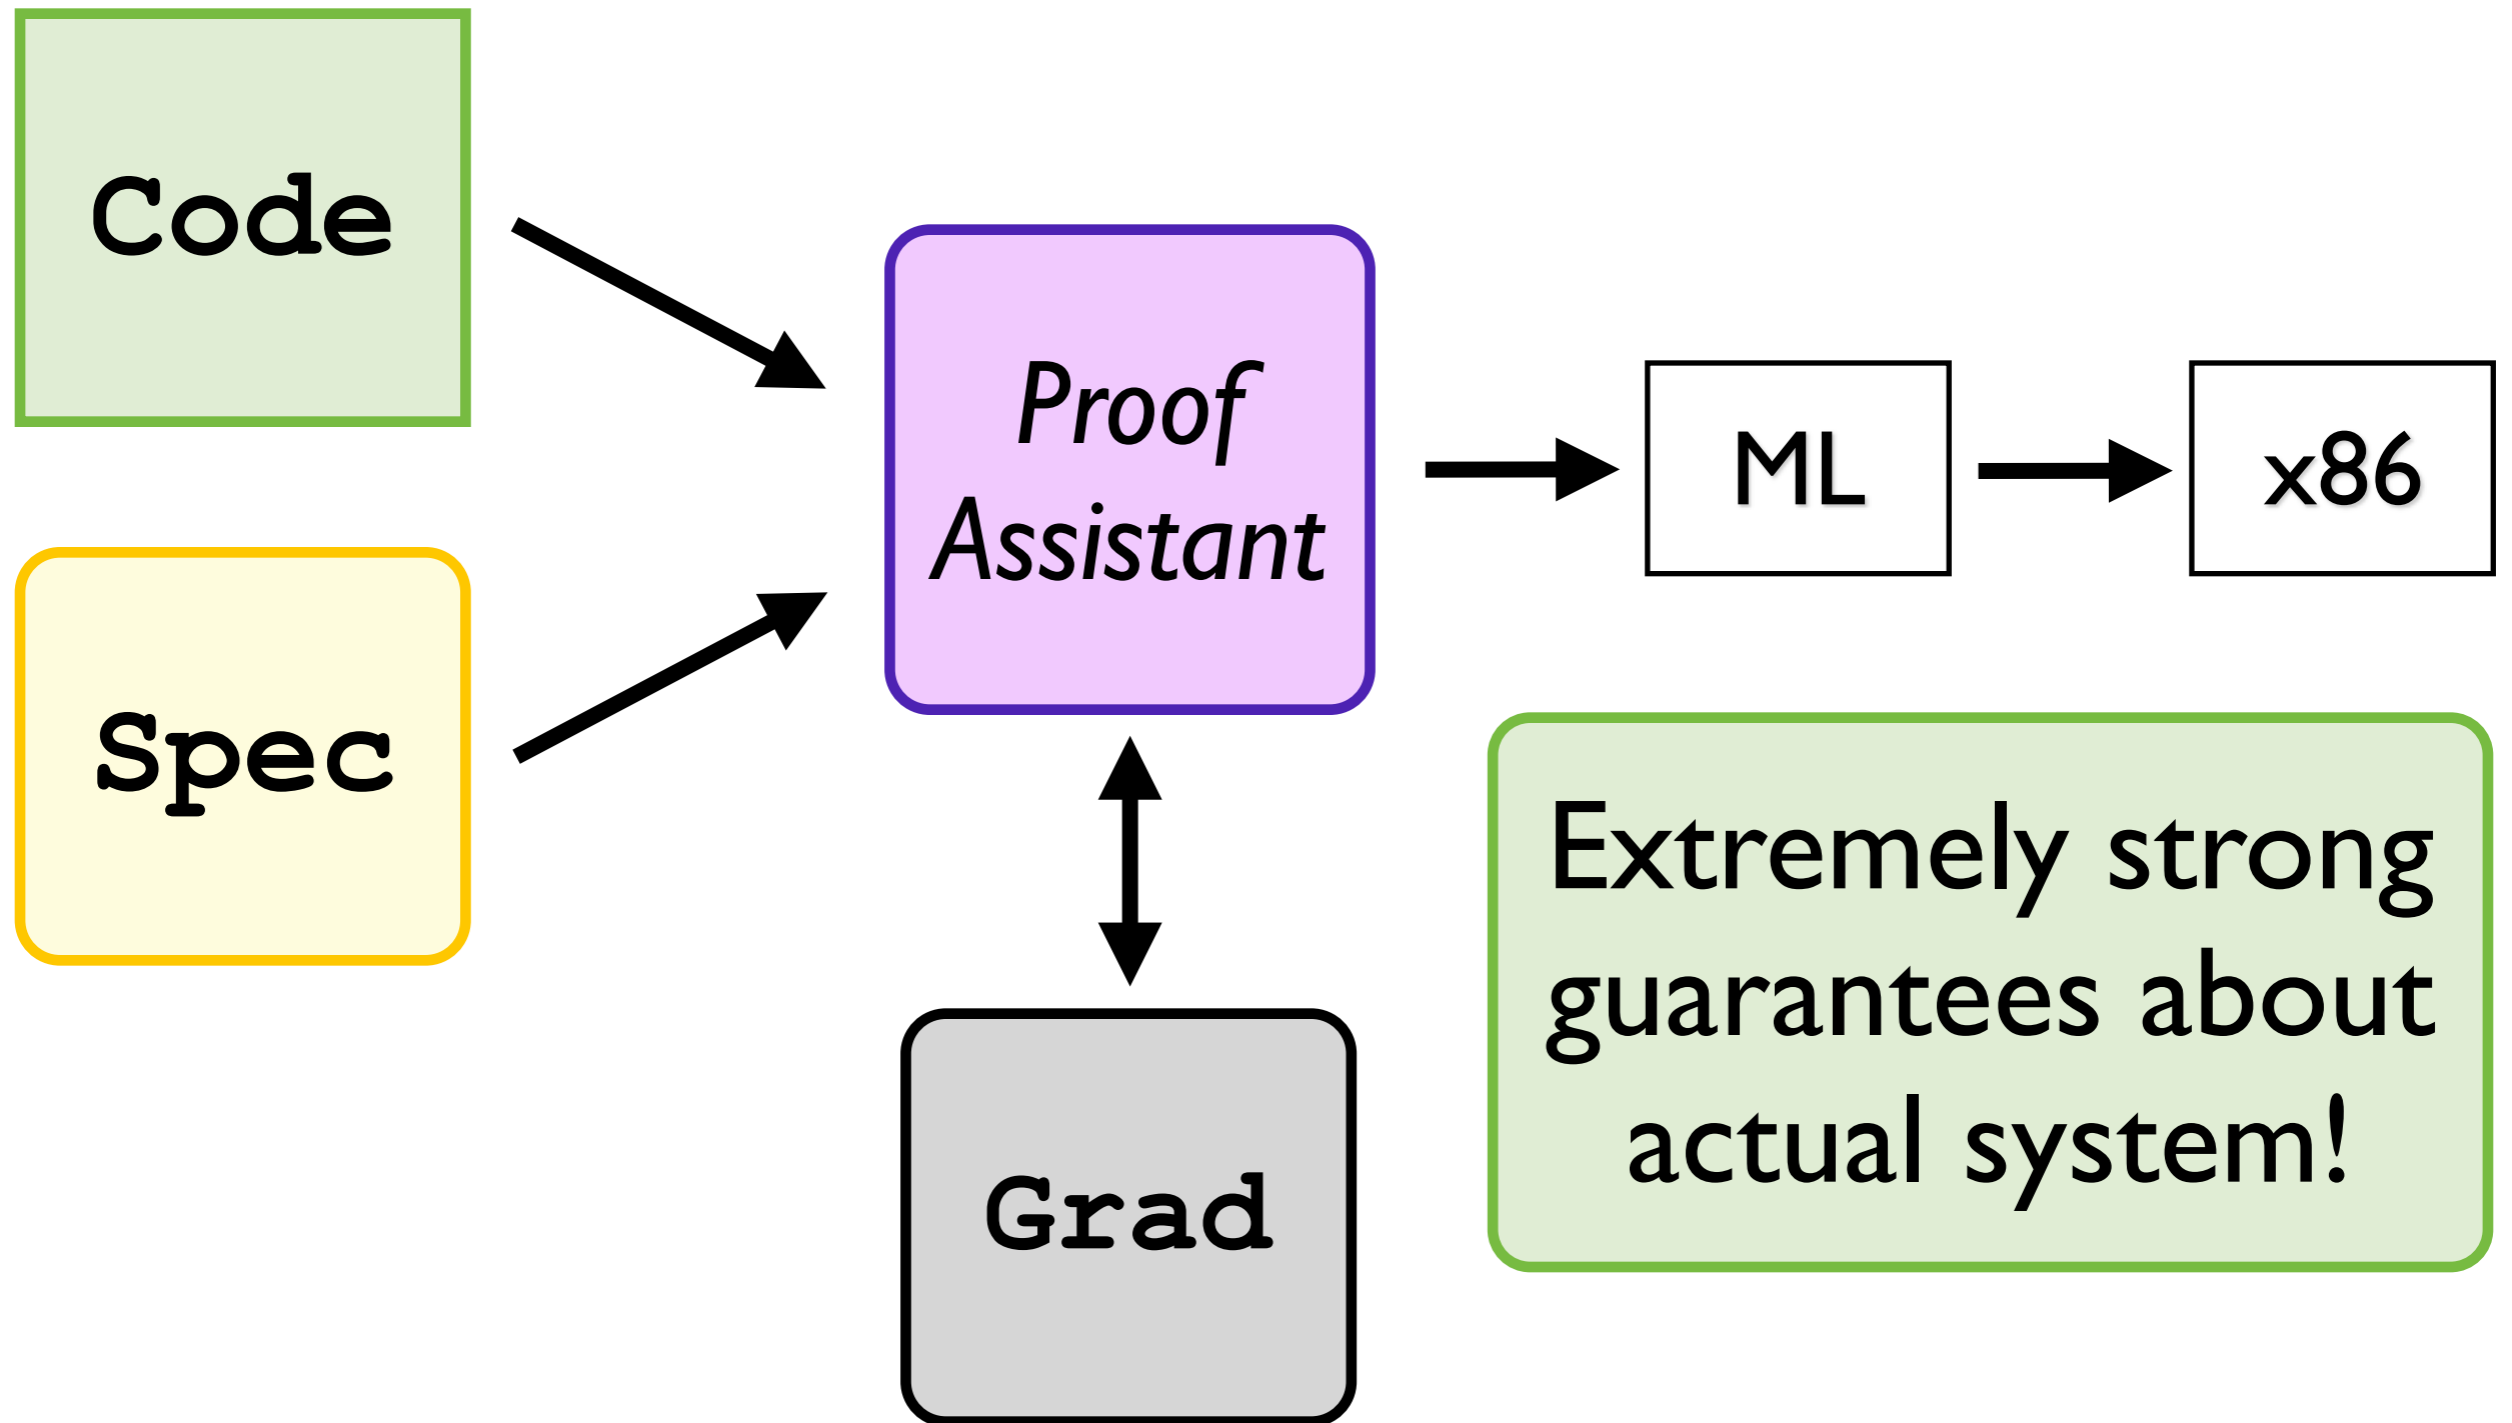 Code
Proof
Assistant
ML
x86
Spec
Extremely strong
guarantees about
actual system!
Grad